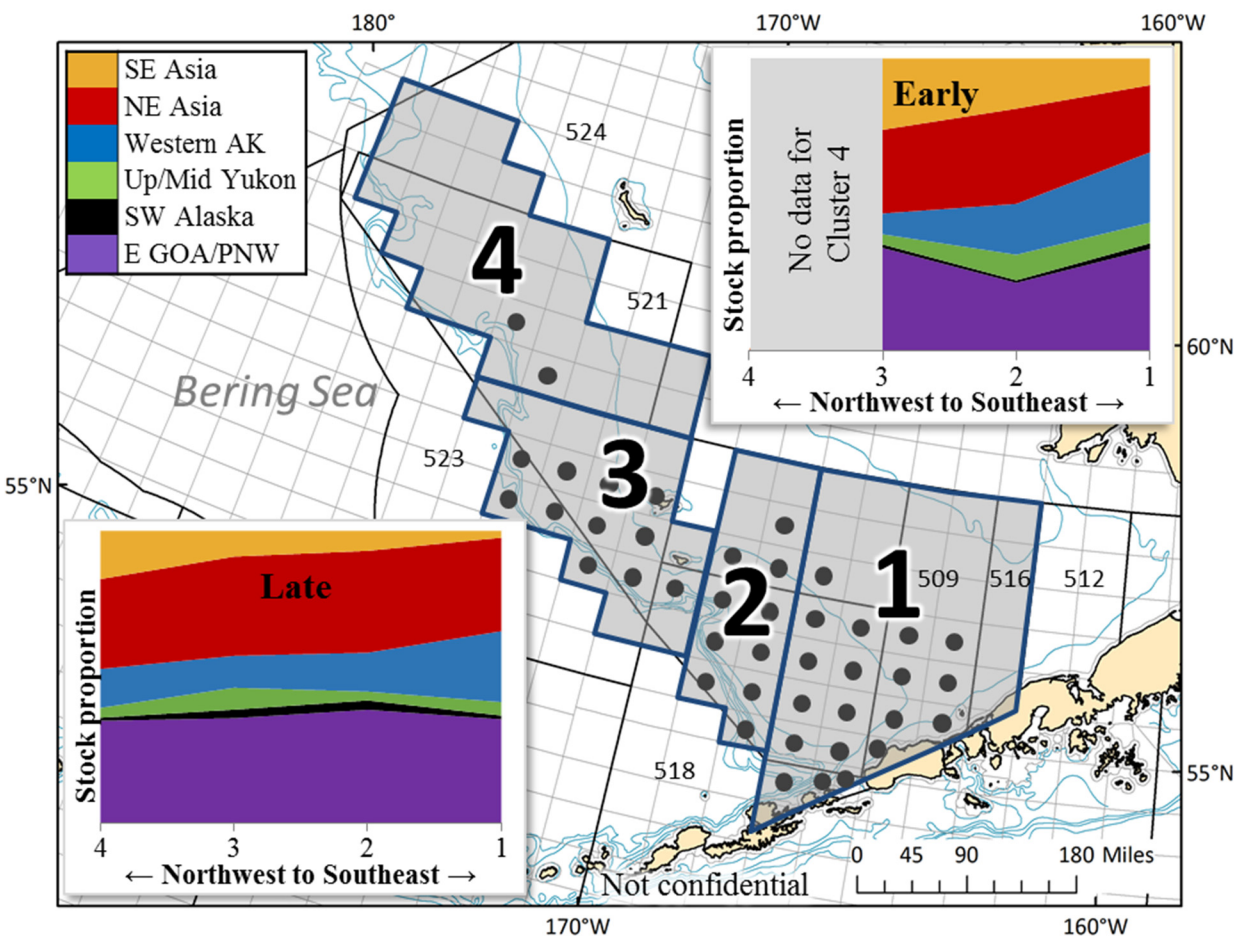 180°
170°W
160°W
SE Asia
NE Asia
Western AK
Up/Mid Yukon
SW Alaska
E GOA/PNW
524
521
523
4
3
2
1
509
516
512
518
Bering Sea
Early
Stock proportion
No data for
Cluster 4
4
3
2
1
← Northwest to Southeast →
60°N
55°N
Late
Stock proportion
4
3
2
1
← Northwest to Southeast →
55°N
0
45
90
180 Miles
Not confidential
170°W
160°W